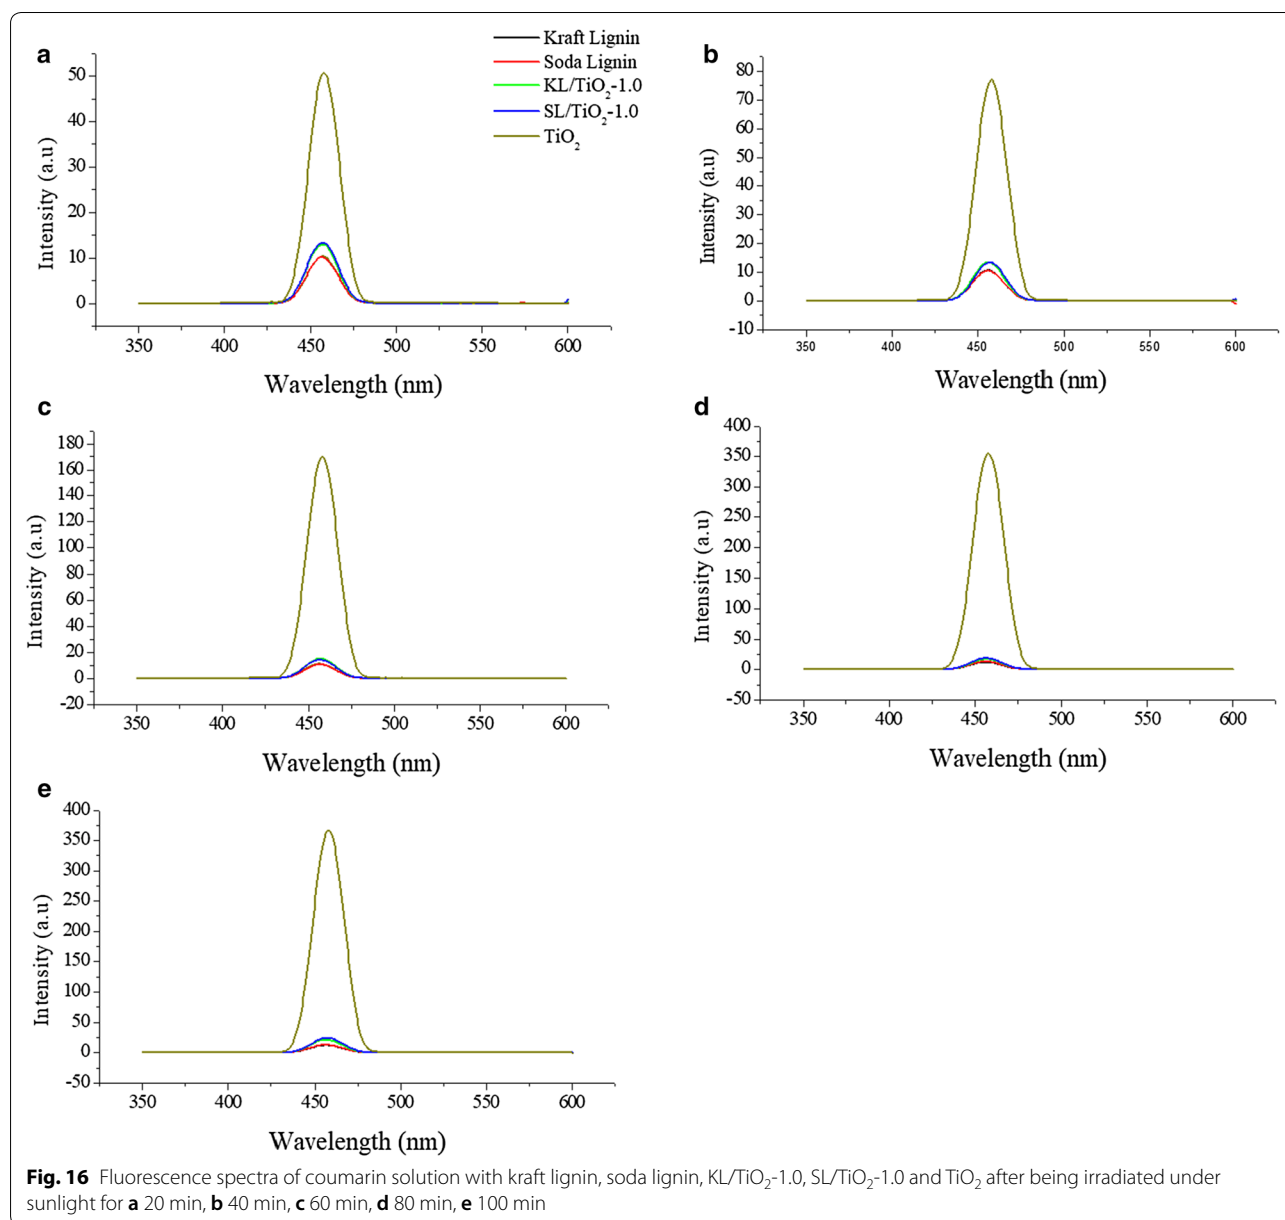 a
Kraft Lignin
Soda Lignin
KL/TiO₂-1.0
SL/TiO₂-1.0
TiO₂
50
40
30
20
10
0
Intensity (a.u)
350 400 450 500 550 600
Wavelength (nm)
b
80
70
60
50
40
30
20
10
0
-10
Intensity (a.u)
350 400 450 500 550 600
Wavelength (nm)
c
180
160
140
120
100
80
60
40
20
0
-20
Intensity (a.u)
350 400 450 500 550 600
Wavelength (nm)
d
400
350
300
250
200
150
100
50
0
-50
Intensity (a.u)
350 400 450 500 550 600
Wavelength (nm)
e
400
350
300
250
200
150
100
50
0
-50
Intensity (a.u)
350 400 450 500 550 600
Wavelength (nm)
Fig. 16 Fluorescence spectra of coumarin solution with kraft lignin, soda lignin, KL/TiO₂-1.0, SL/TiO₂-1.0 and TiO₂ after being irradiated under
sunlight for a 20 min, b 40 min, c 60 min, d 80 min, e 100 min